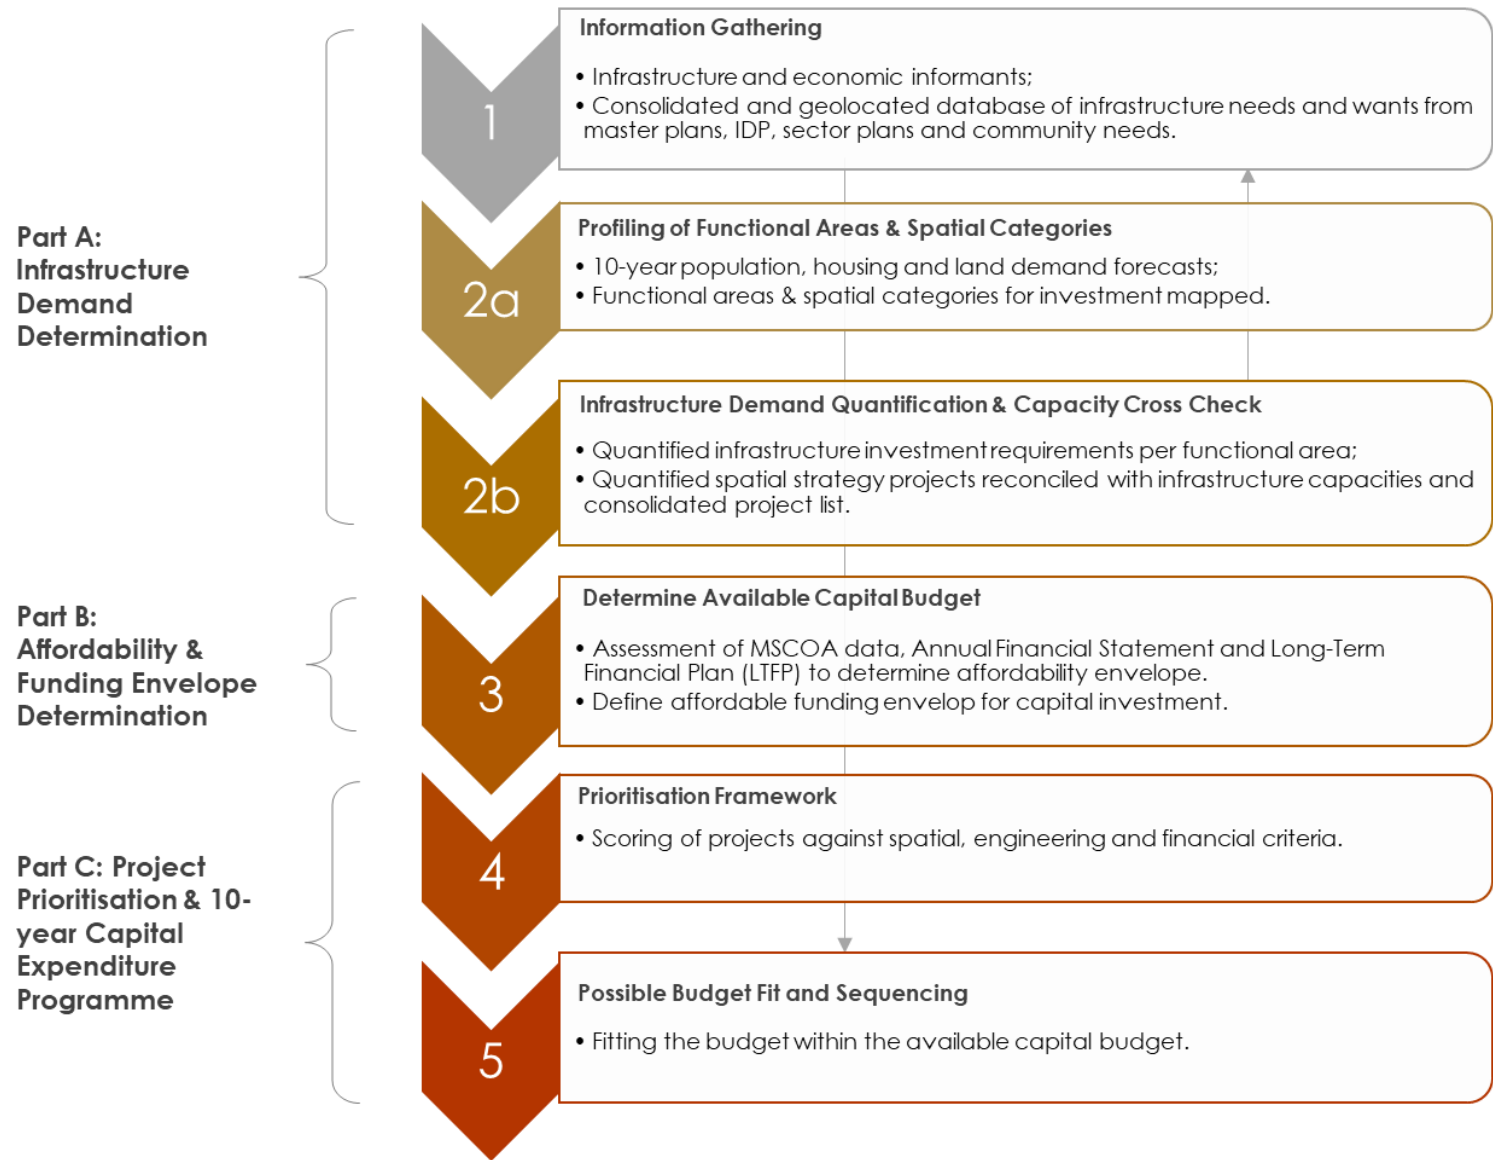 Part A:
Infrastructure
Demand
Determination
1
Information Gathering
• Infrastructure and economic informants;
• Consolidated and geolocated database of infrastructure needs and wants from
master plans, IDP, sector plans and community needs.
2a
Profiling of Functional Areas & Spatial Categories
• 10-year population, housing and land demand forecasts;
• Functional areas & spatial categories for investment mapped.
2b
Infrastructure Demand Quantification & Capacity Cross Check
• Quantified infrastructure investment requirements per functional area;
• Quantified spatial strategy projects reconciled with infrastructure capacities and
consolidated project list.
Part B:
Affordability &
Funding Envelope
Determination
3
Determine Available Capital Budget
• Assessment of MSCOA data, Annual Financial Statement and Long-Term
Financial Plan (LTFP) to determine affordability envelope.
• Define affordable funding envelop for capital investment.
Part C: Project
Prioritisation & 10-
year Capital
Expenditure
Programme
4
Prioritisation Framework
• Scoring of projects against spatial, engineering and financial criteria.
5
Possible Budget Fit and Sequencing
• Fitting the budget within the available capital budget.